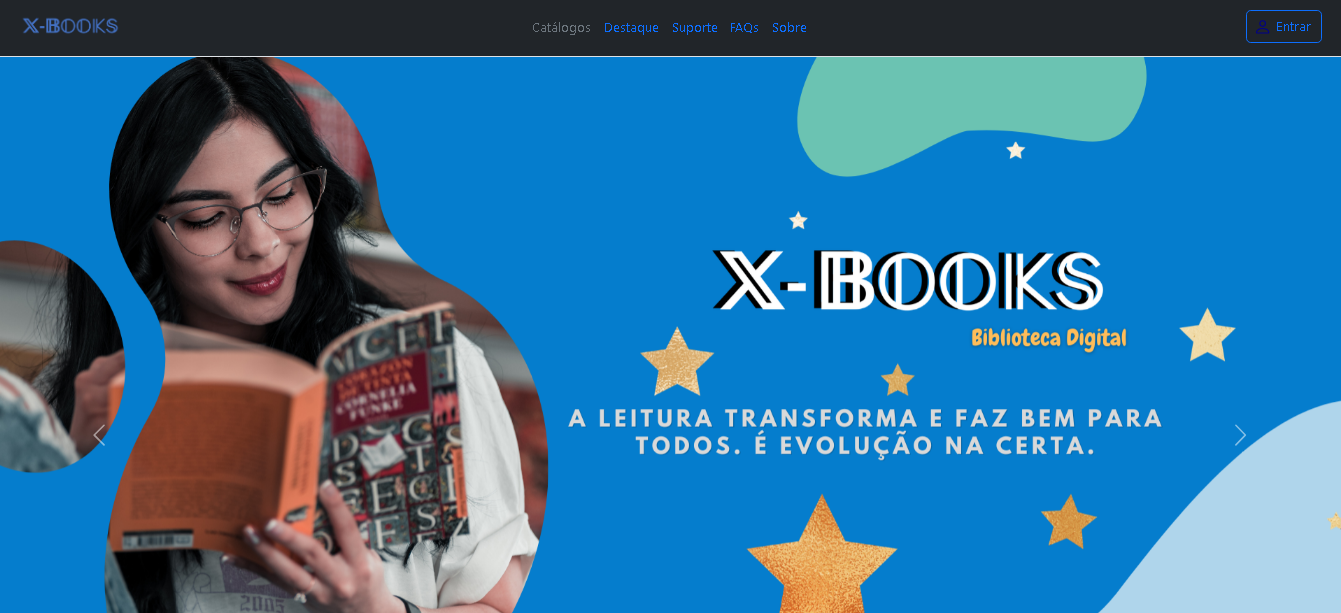 X-BOOKS
Catálogos Destaque Suporte FAQs Sobre
Entrar
X-BOOKS
Biblioteca Digital
A LEITURA TRANSFORMA E FAZ BEM PARA
TODOS. É EVOLUÇÃO NA CERTA.
CORAZÓN
DE TINTA
CORNELIA
FUNKE
2005